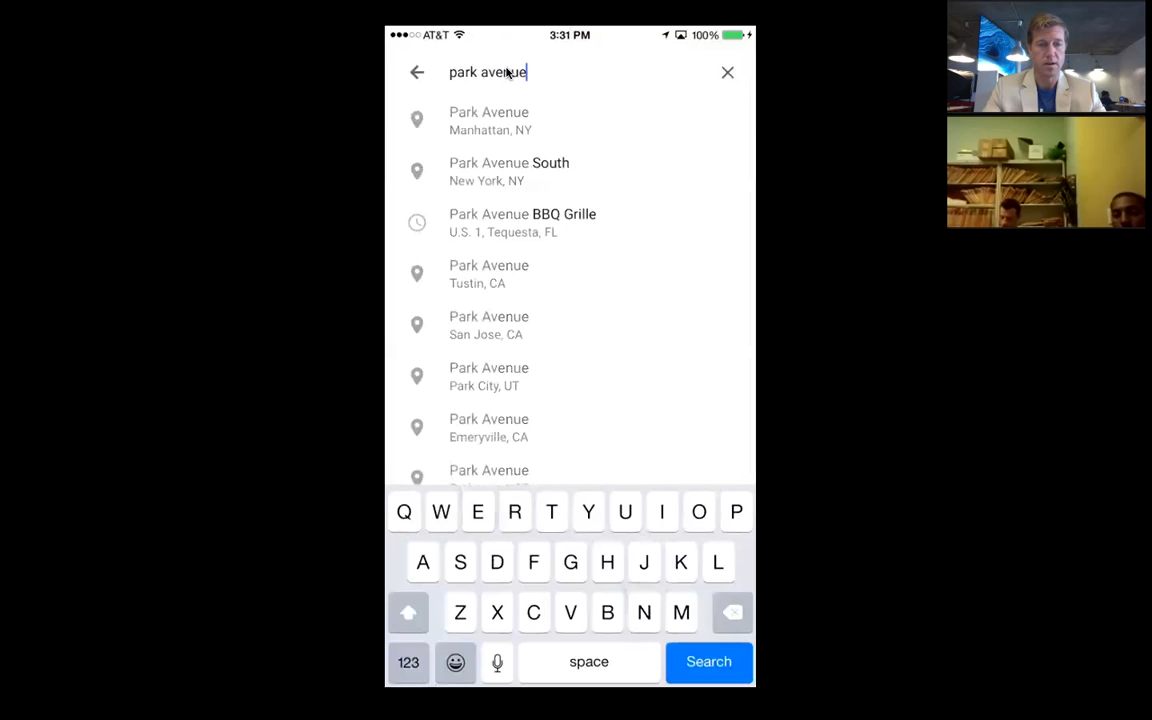 AT&T 3:31 PM 100%
park avenue
Park Avenue
Manhattan, NY
Park Avenue South
New York, NY
Park Avenue BBQ Grille
U.S. 1, Tequesta, FL
Park Avenue
Tustin, CA
Park Avenue
San Jose, CA
Park Avenue
Park City, UT
Park Avenue
Emeryville, CA
Park Avenue
Q W E R T Y U I O P
A S D F G H J K L
Z X C V B N M
123 space Search